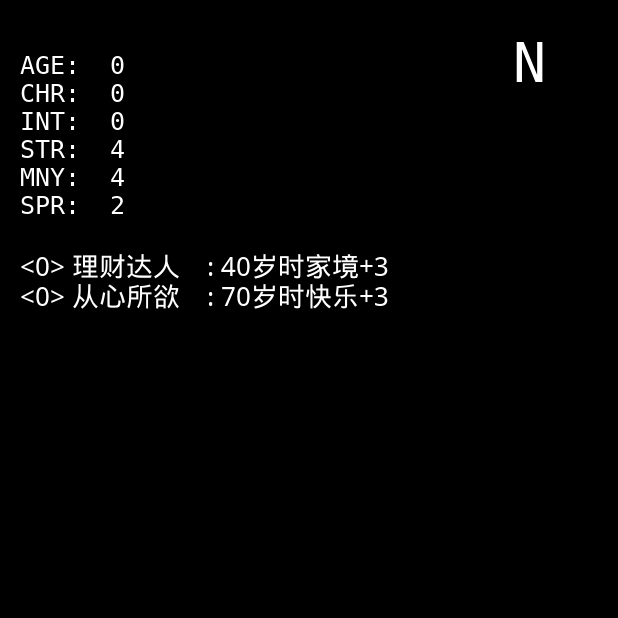 N
AGE: 0
CHR: 0
INT: 0
STR: 4
MNY: 4
SPR: 2
<0> 理财达人 :40岁时家境+3
<0> 从心所欲 :70岁时快乐+3